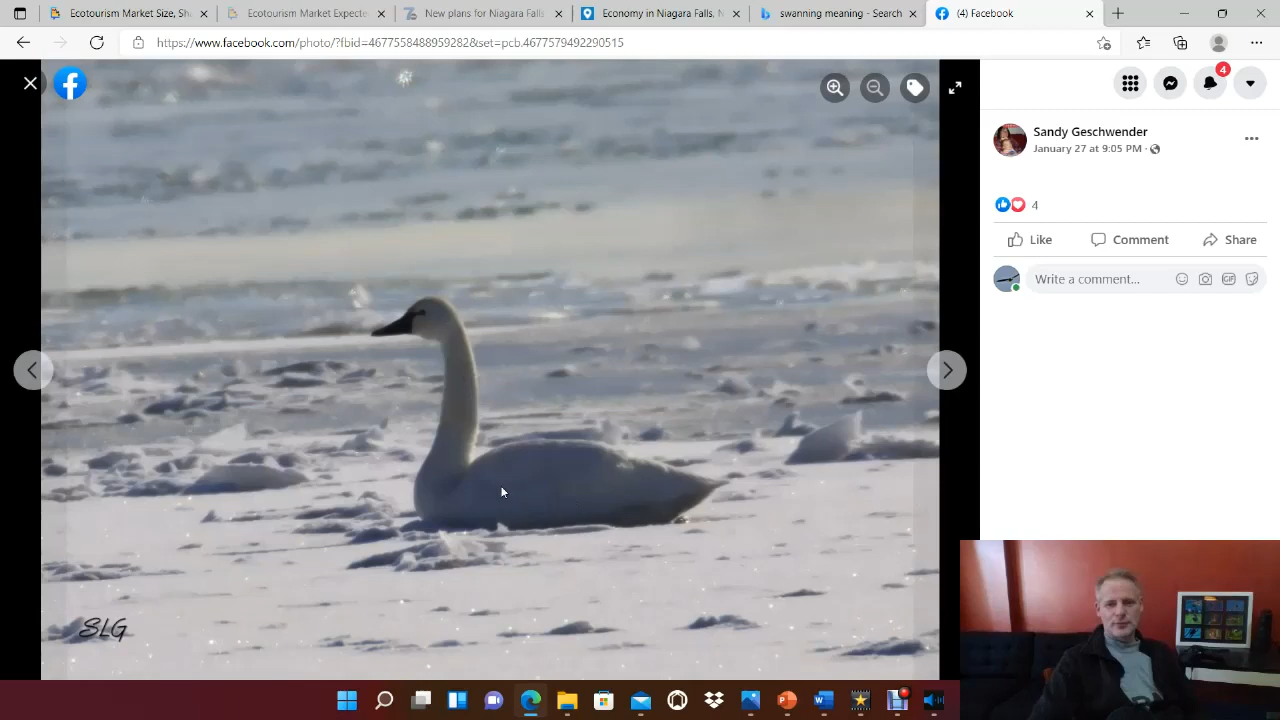 Ecotourism Market Size, Sh
Ecotourism Market Expecte
New plans for Niagara Falls
Economy in Niagara Falls, N
swanning meaning - Search
(4) Facebook
https://www.facebook.com/photo/?fbid=4677558488959282&set=pcb.4677579492290515
4
Sandy Geschwender
January 27 at 9:05 PM ·
4
Like
Comment
Share
Write a comment...
GIF
SLG